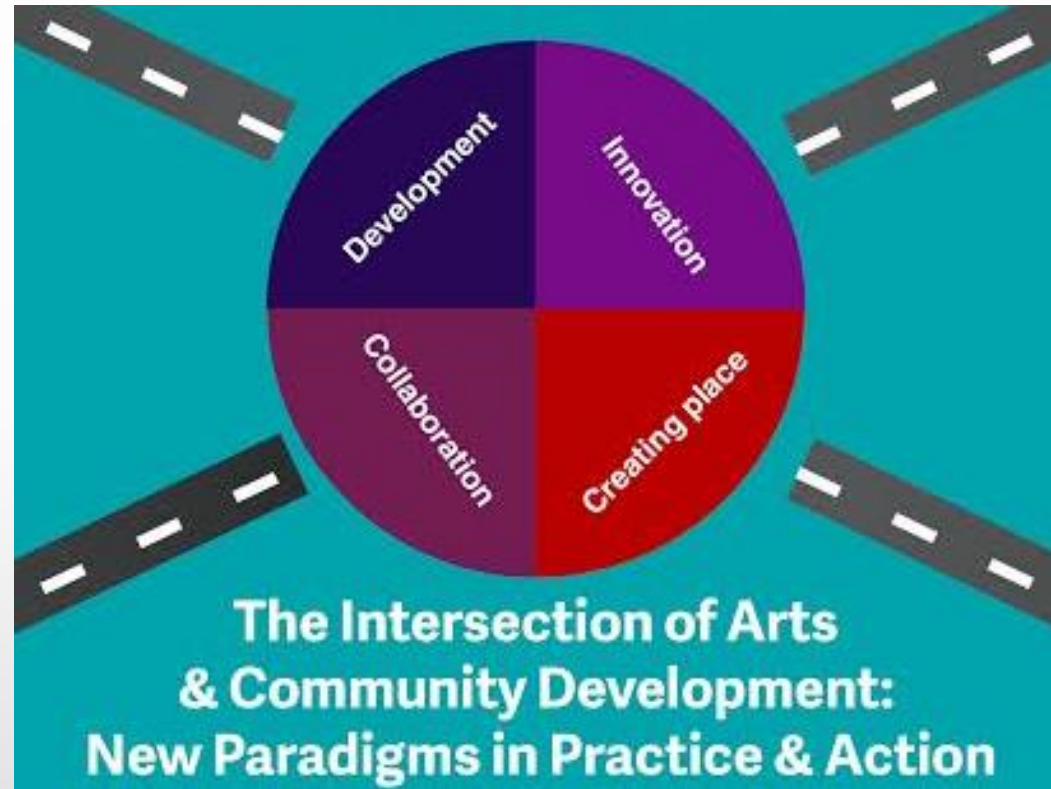 Development
Innovation
Collaboration
Creating place
The Intersection of Arts
& Community Development:
New Paradigms in Practice & Action